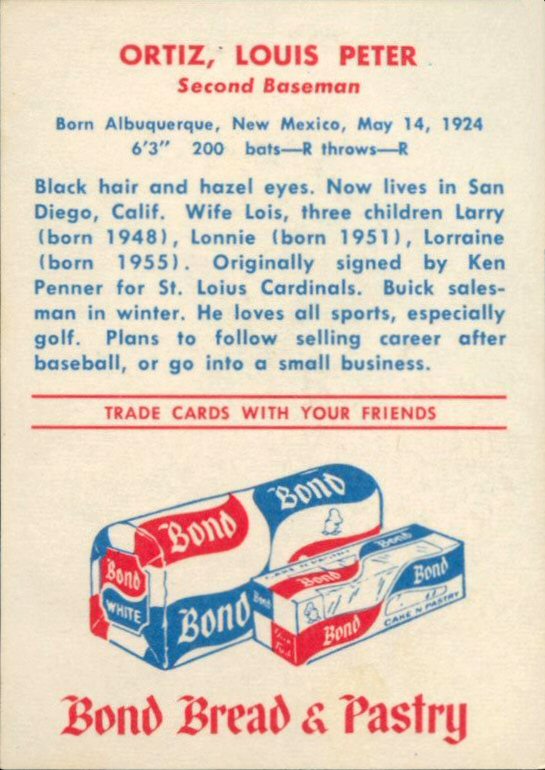 ORTIZ, LOUIS PETER
Second Baseman
Born Albuquerque, New Mexico, May 14, 1924
6'3" 200 bats—R throws—R
Black hair and hazel eyes. Now lives in San
Diego, Calif. Wife Lois, three children Larry
(born 1948), Lonnie (born 1951), Lorraine
(born 1955). Originally signed by Ken
Penner for St. Loius Cardinals. Buick sales-
man in winter. He loves all sports, especially
golf. Plans to follow selling career after
baseball, or go into a small business.
TRADE CARDS WITH YOUR FRIENDS
Bond
Bond
Bond
WHITE
Bond
Bond
CAKE N PASTRY
Bond
Bond
Bond
CAKE N PASTRY
Bond Bread & Pastry